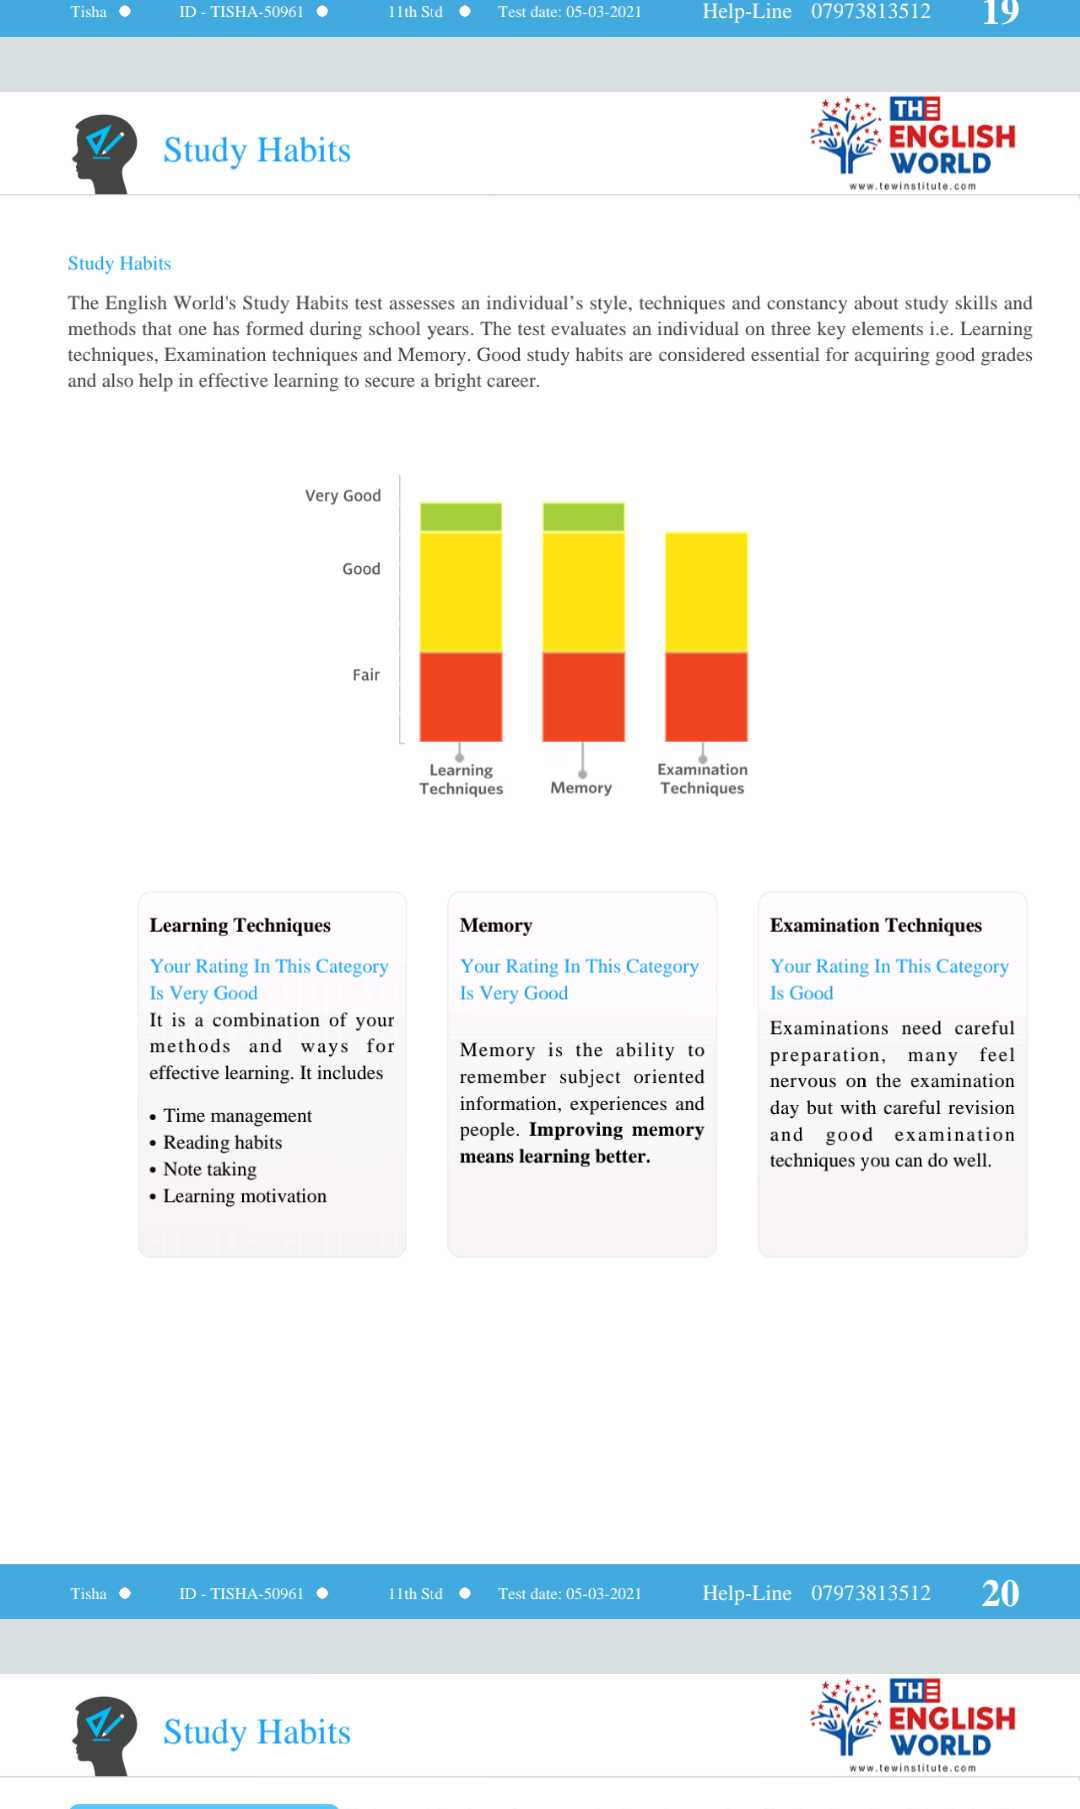 Tisha ● ID - TISHA-50961 ● 11th Std ● Test date: 05-03-2021 Help-Line 07973813512 19
Study Habits
THE
ENGLISH
WORLD
www.tewinstitute.com
Study Habits
The English World's Study Habits test assesses an individual’s style, techniques and constancy about study skills and
methods that one has formed during school years. The test evaluates an individual on three key elements i.e. Learning
techniques, Examination techniques and Memory. Good study habits are considered essential for acquiring good grades
and also help in effective learning to secure a bright career.
Very Good
Good
Fair
Learning
Techniques
Memory
Examination
Techniques
Learning Techniques
Your Rating In This Category
Is Very Good
It is a combination of your
methods and ways for
effective learning. It includes
• Time management
• Reading habits
• Note taking
• Learning motivation
Memory
Your Rating In This Category
Is Very Good
Memory is the ability to
remember subject oriented
information, experiences and
people. Improving memory
means learning better.
Examination Techniques
Your Rating In This Category
Is Good
Examinations need careful
preparation, many feel
nervous on the examination
day but with careful revision
and good examination
techniques you can do well.
Tisha ● ID - TISHA-50961 ● 11th Std ● Test date: 05-03-2021 Help-Line 07973813512 20
Study Habits
THE
ENGLISH
WORLD
www.tewinstitute.com